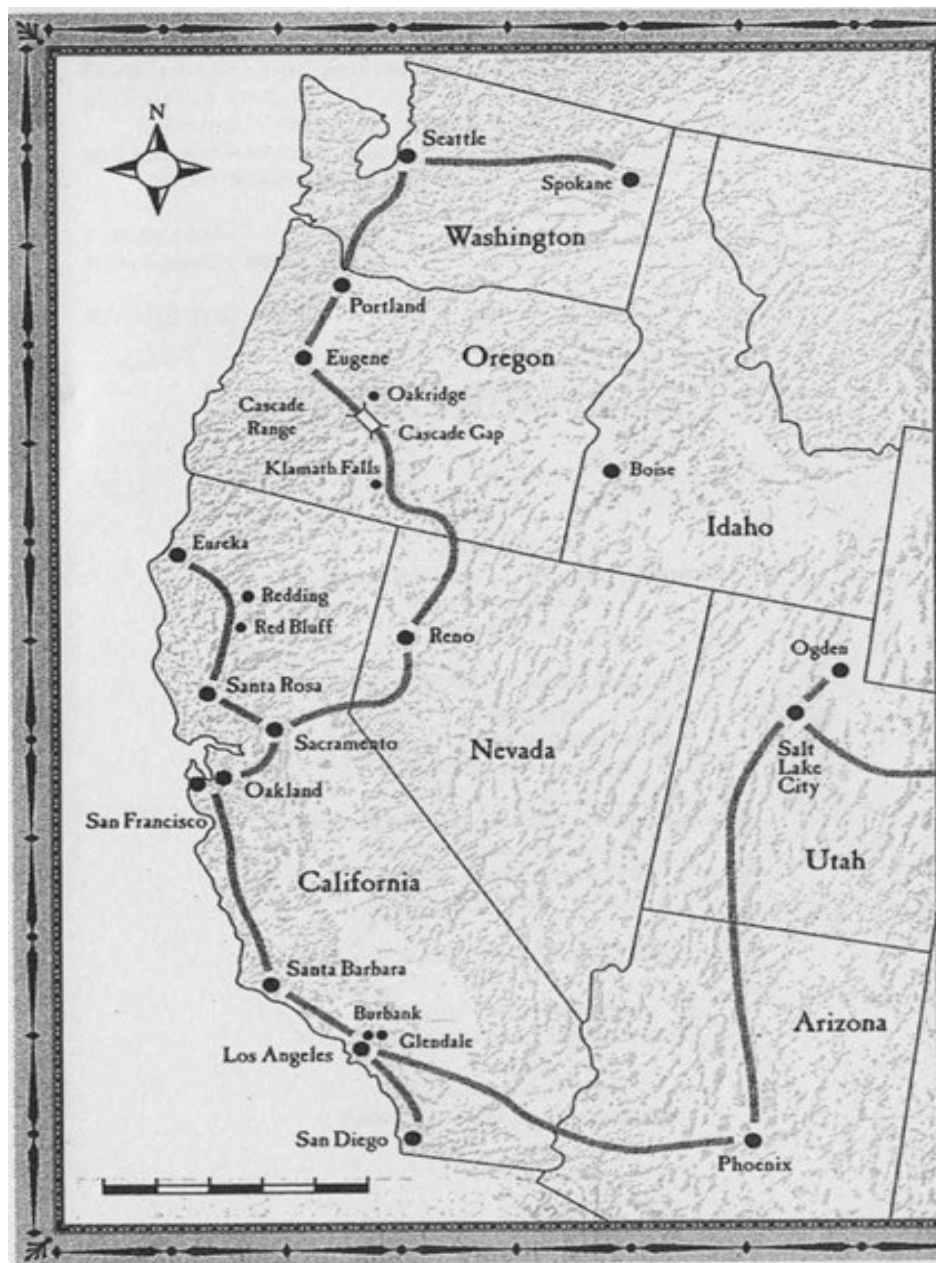 N
Seattle
Spokane
Washington
Portland
Eugene
Oregon
Oakridge
Cascade
Range
Cascade Gap
Klamath Falls
Boise
Idaho
Eureka
Redding
Red Bluff
Reno
Ogden
Santa Rosa
Sacramento
Nevada
Salt
Lake
City
Oakland
San Francisco
Utah
California
Santa Barbara
Burbank
Glendale
Arizona
Los Angeles
San Diego
Phoenix